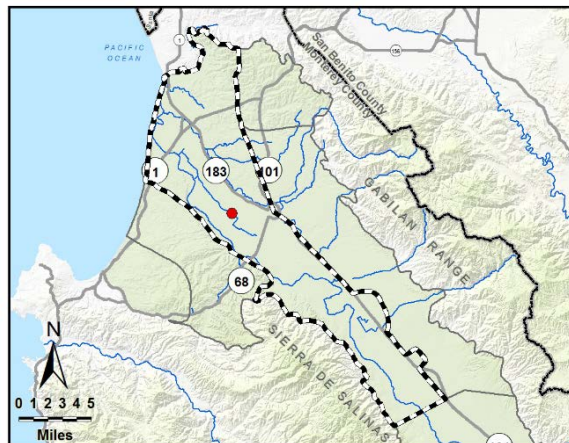 1
156
PACIFIC
OCEAN
San Benito County
Monterey County
1
183
101
GABILAN RANGE
68
SIERRA DE SALINAS
N
0 1 2 3 4 5
Miles